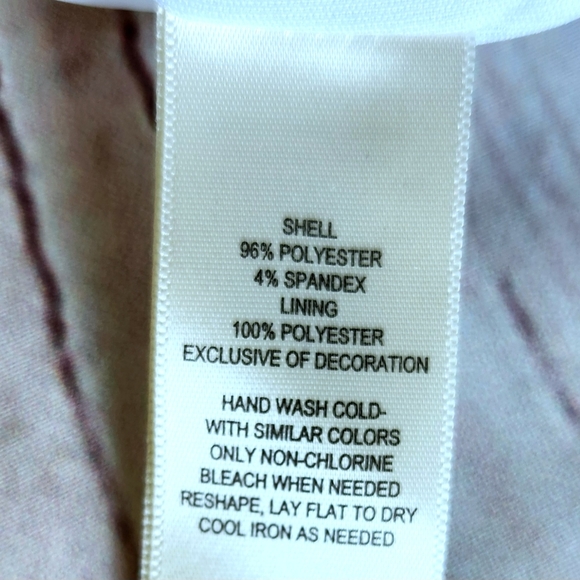 SHELL
96% POLYESTER
4% SPANDEX
LINING
100% POLYESTER
EXCLUSIVE OF DECORATION
HAND WASH COLD-
WITH SIMILAR COLORS
ONLY NON-CHLORINE
BLEACH WHEN NEEDED
RESHAPE, LAY FLAT TO DRY
COOL IRON AS NEEDED